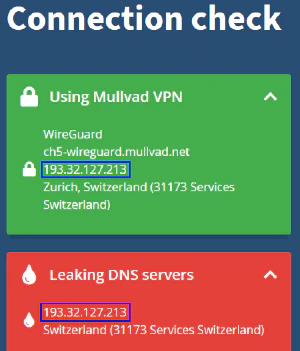 Connection check
Using Mullvad VPN
WireGuard
ch5-wireguard.mullvad.net
193.32.127.213
Zurich, Switzerland (31173 Services
Switzerland)
Leaking DNS servers
193.32.127.213
Switzerland (31173 Services Switzerland)